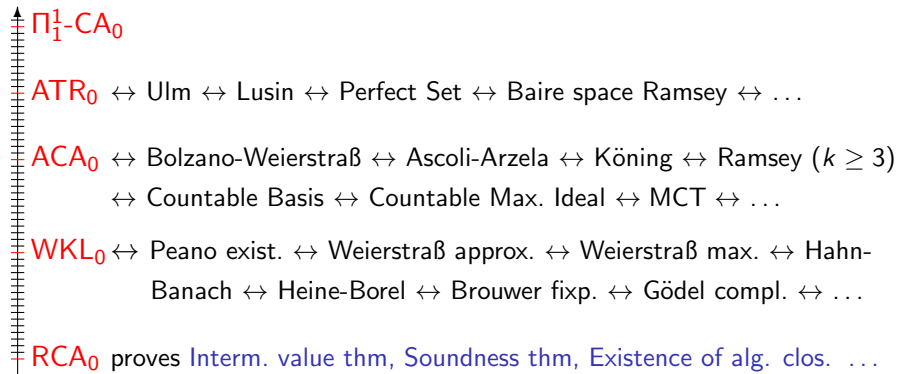 Π¹₁-CA₀
ATR₀ ↔ Ulm ↔ Lusin ↔ Perfect Set ↔ Baire space Ramsey ↔ ...
ACA₀ ↔ Bolzano-Weierstraß ↔ Ascoli-Arzela ↔ Köning ↔ Ramsey (k ≥ 3)
↔ Countable Basis ↔ Countable Max. Ideal ↔ MCT ↔ ...
WKL₀ ↔ Peano exist. ↔ Weierstraß approx. ↔ Weierstraß max. ↔ Hahn-
Banach ↔ Heine-Borel ↔ Brouwer fixp. ↔ Gödel compl. ↔ ...
RCA₀ proves Interm. value thm, Soundness thm, Existence of alg. clos. ...